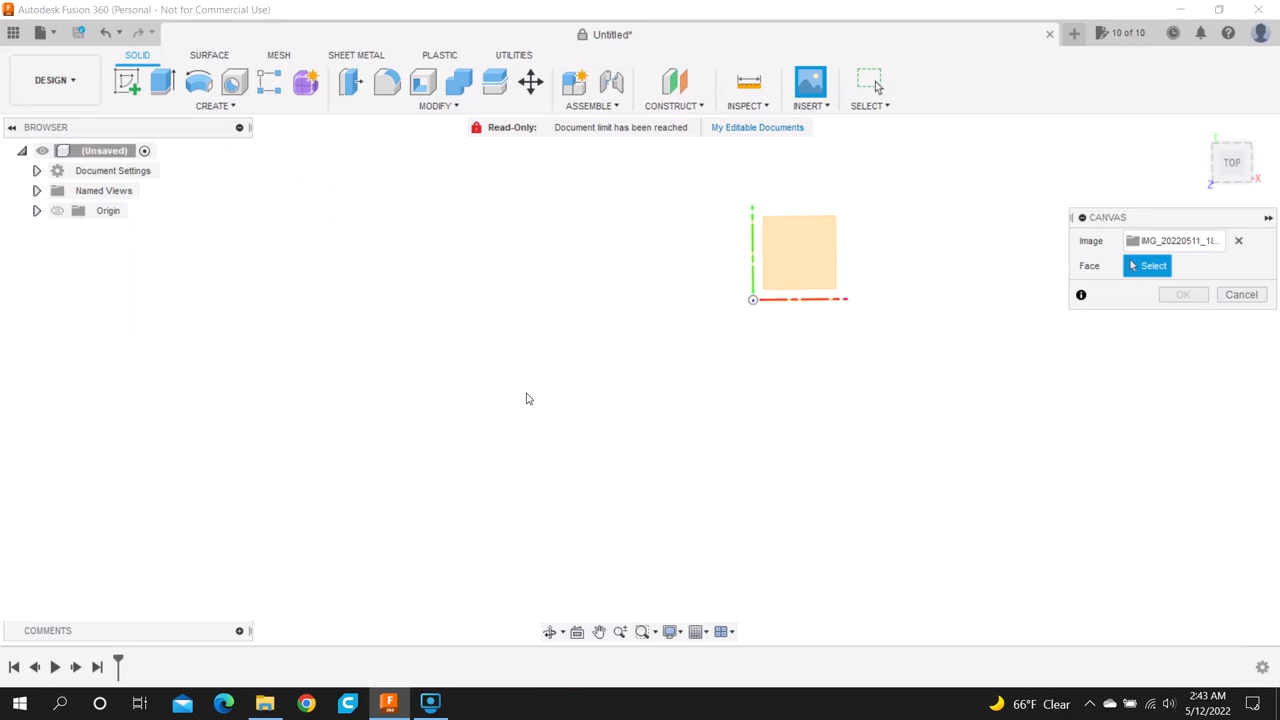 Autodesk Fusion 360 (Personal - Not for Commercial Use)
Untitled*
10 of 10
SOLID SURFACE MESH SHEET METAL PLASTIC UTILITIES
DESIGN
CREATE MODIFY ASSEMBLE CONSTRUCT INSPECT INSERT SELECT
BROWSER
Read-Only: Document limit has been reached My Editable Documents
(Unsaved)
Document Settings
Named Views
Origin
Y
TOP
Z X
CANVAS
Image IMG_20220511_18...
Face Select
OK Cancel
COMMENTS
F
360
66°F Clear
2:43 AM
5/12/2022